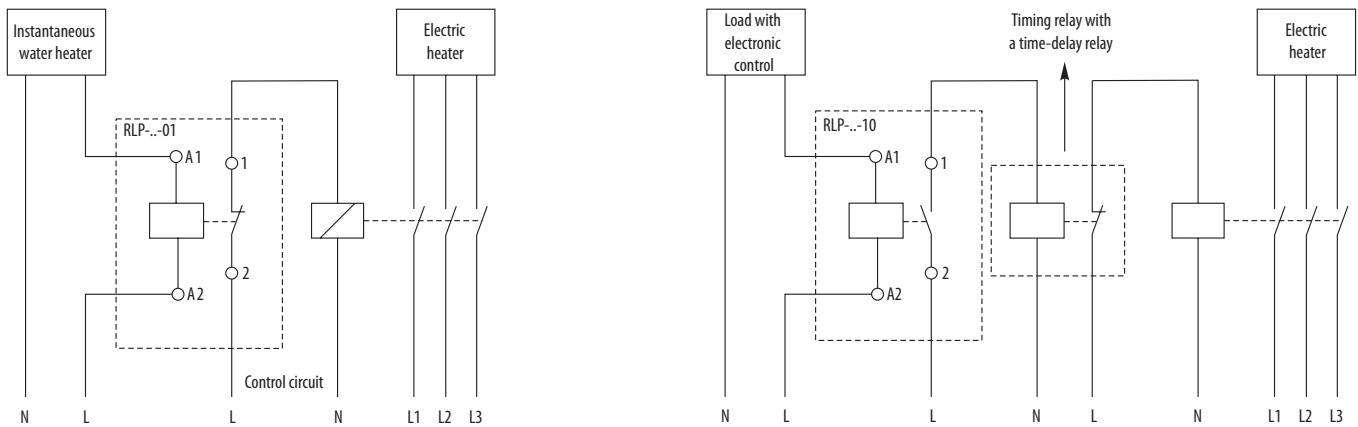 Instantaneous
water heater
Electric
heater
RLP-..-01
A1
1
2
A2
Control circuit
N
L
L
N
L1
L2
L3
Load with
electronic
control
Timing relay with
a time-delay relay
Electric
heater
RLP-..-10
A1
1
2
A2
N
L
L
N
L
N
L1
L2
L3